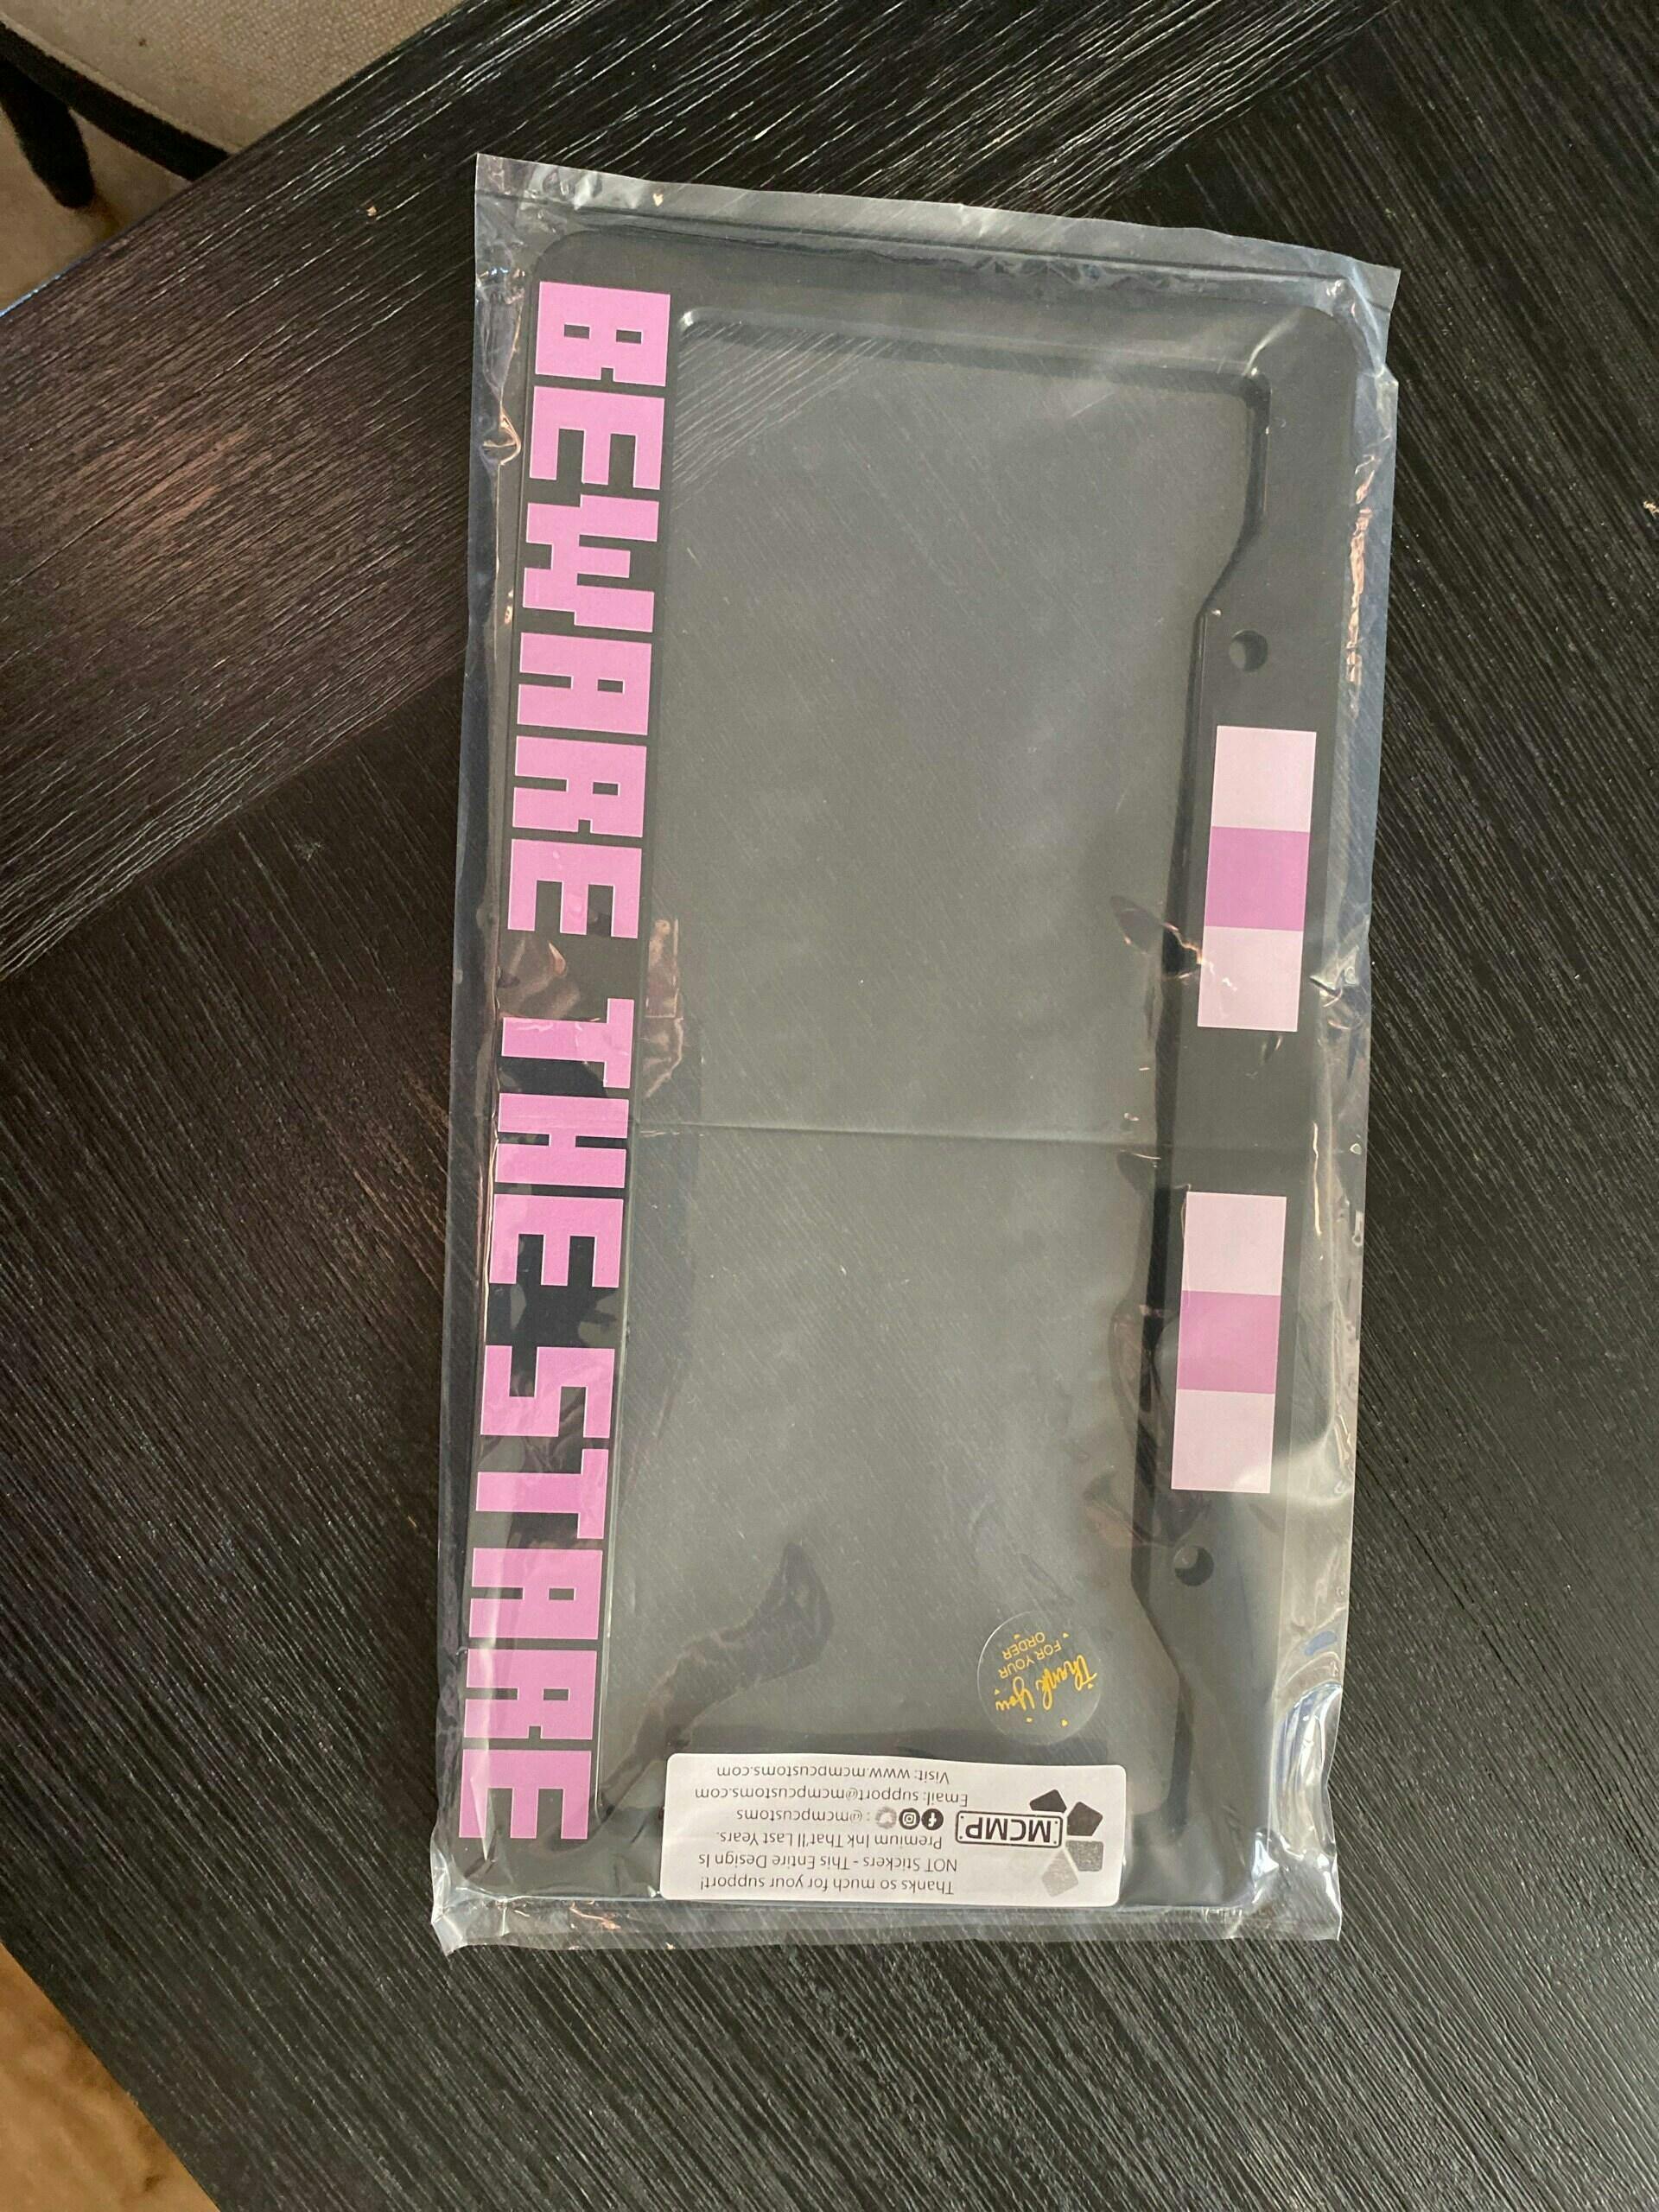 BEWARE THE STARE
Thank You
FOR YOUR
ORDER
Thanks so much for your support!
NOT Stickers - This Entire Design Is
Premium Ink That'll Last Years.
MCMP
: @mcmpcustoms
Email: support@mcmpcustoms.com
Visit: www.mcmpcustoms.com